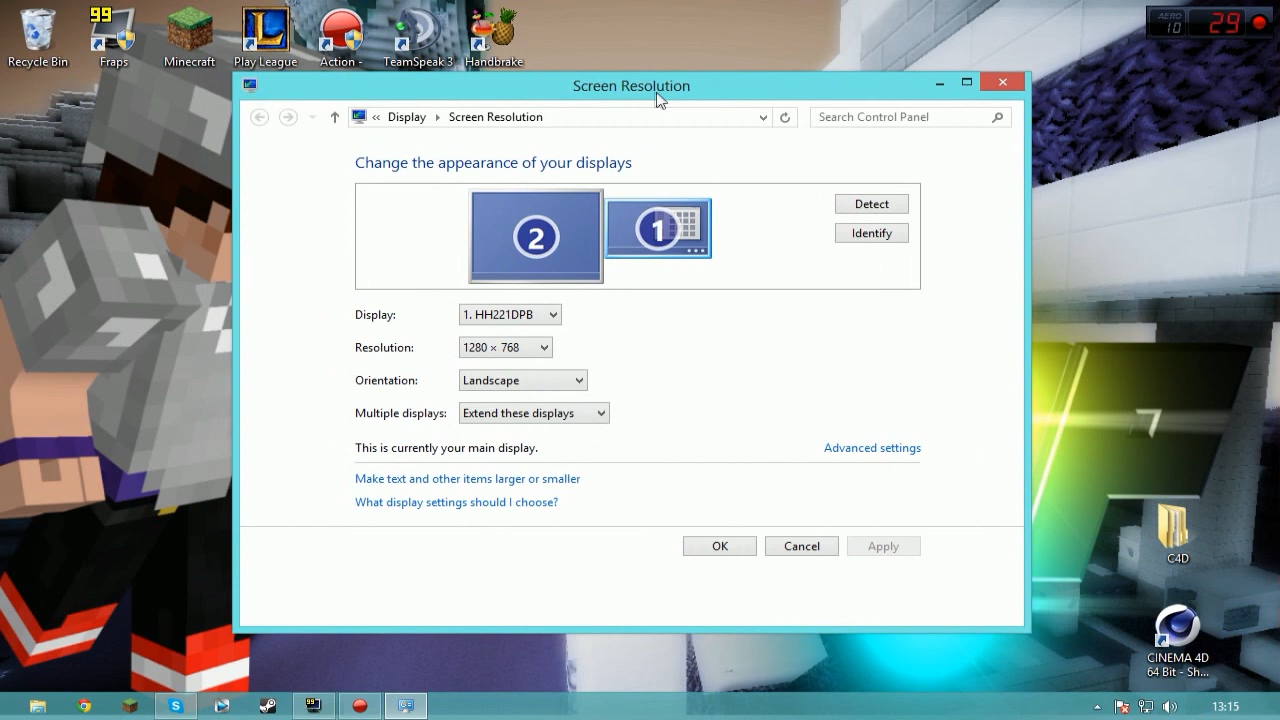 99
AERO
10
29
Recycle Bin
Fraps
Minecraft
Play League
Action -
TeamSpeak 3
Handbrake
Screen Resolution
« Display Screen Resolution
Search Control Panel
Change the appearance of your displays
2
1
Detect
Identify
Display: 1. HH221DPB
Resolution: 1280 × 768
Orientation: Landscape
Multiple displays: Extend these displays
This is currently your main display.
Advanced settings
Make text and other items larger or smaller
What display settings should I choose?
OK
Cancel
Apply
C4D
CINEMA 4D
64 Bit - Sh...
99
13:15